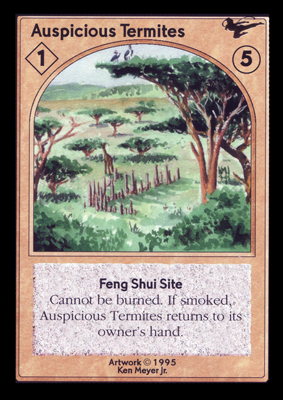 Auspicious Termites
1
5
Feng Shui Site
Cannot be burned. If smoked,
Auspicious Termites returns to its
owner's hand.
Artwork © 1995
Ken Meyer Jr.